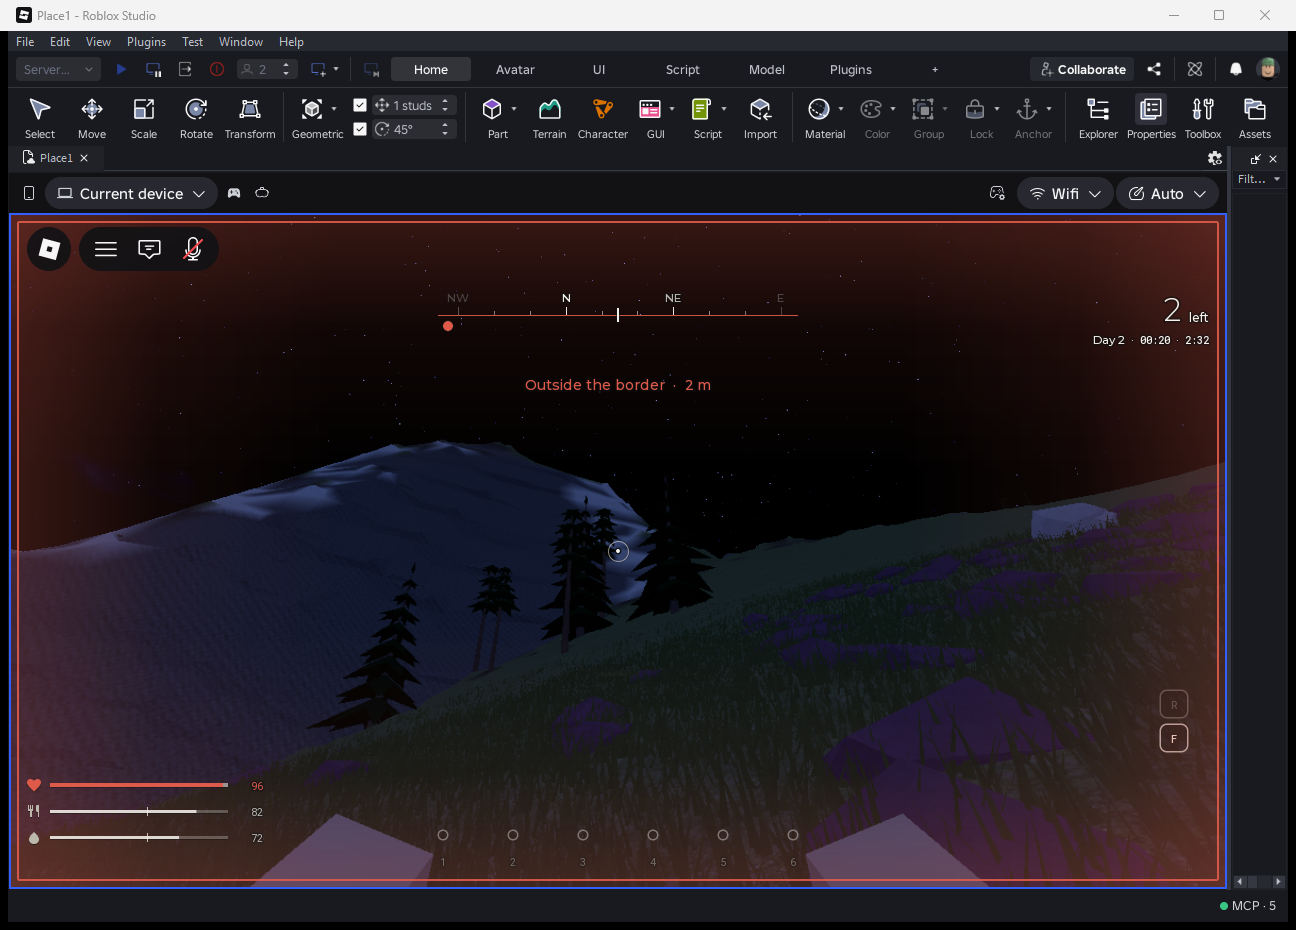 Place1 - Roblox Studio
File Edit View Plugins Test Window Help
Server... 2 Home Avatar UI Script Model Plugins + Collaborate
1 studs
45°
Select Move Scale Rotate Transform Geometric Part Terrain Character GUI Script Import Material Color Group Lock Anchor Explorer Properties Toolbox Assets
Place1
Current device Wifi Auto
Filt...
NW N NE E
2 left
Day 2 · 00:20 · 2:32
Outside the border · 2 m
R
F
96
82
72
1 2 3 4 5 6
MCP · 5